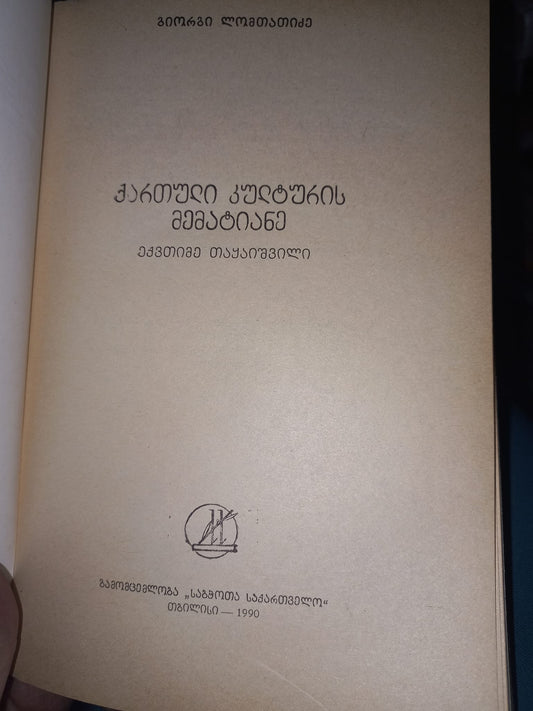 გიორგი ლომთათიძე
ქართული კულტურის
მემატიანე
ექვთიმე თაყაიშვილი
გამომცემლობა „საბჭოთა საქართველო“
თბილისი — 1990